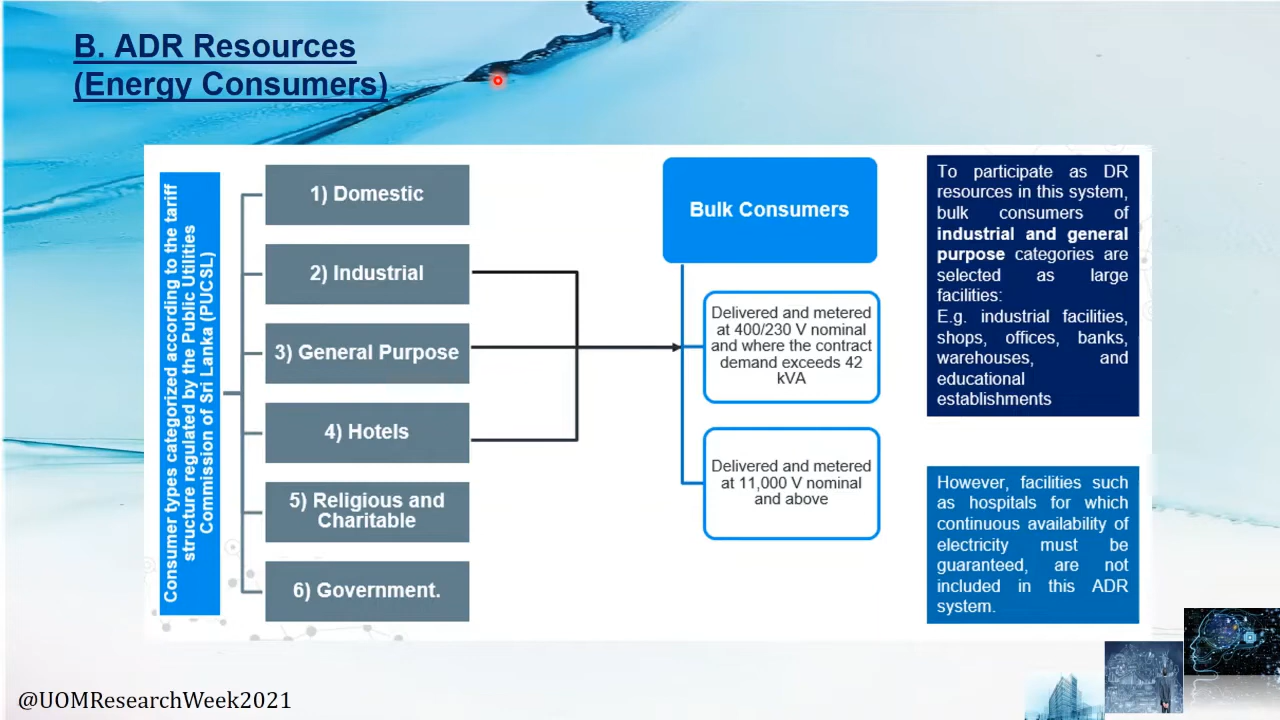 B. ADR Resources
(Energy Consumers)
Consumer types categorized according to the tariff
structure regulated by the Public Utilities
Commission of Sri Lanka (PUCSL)
1) Domestic
2) Industrial
3) General Purpose
4) Hotels
5) Religious and
Charitable
6) Government.
Bulk Consumers
Delivered and metered
at 400/230 V nominal
and where the contract
demand exceeds 42
kVA
Delivered and metered
at 11,000 V nominal
and above
To participate as DR
resources in this system,
bulk consumers of
industrial and general
purpose categories are
selected as large
facilities:
E.g. industrial facilities,
shops, offices, banks,
warehouses, and
educational
establishments
However, facilities such
as hospitals for which
continuous availability of
electricity must be
guaranteed, are not
included in this ADR
system.
@UOMResearchWeek2021